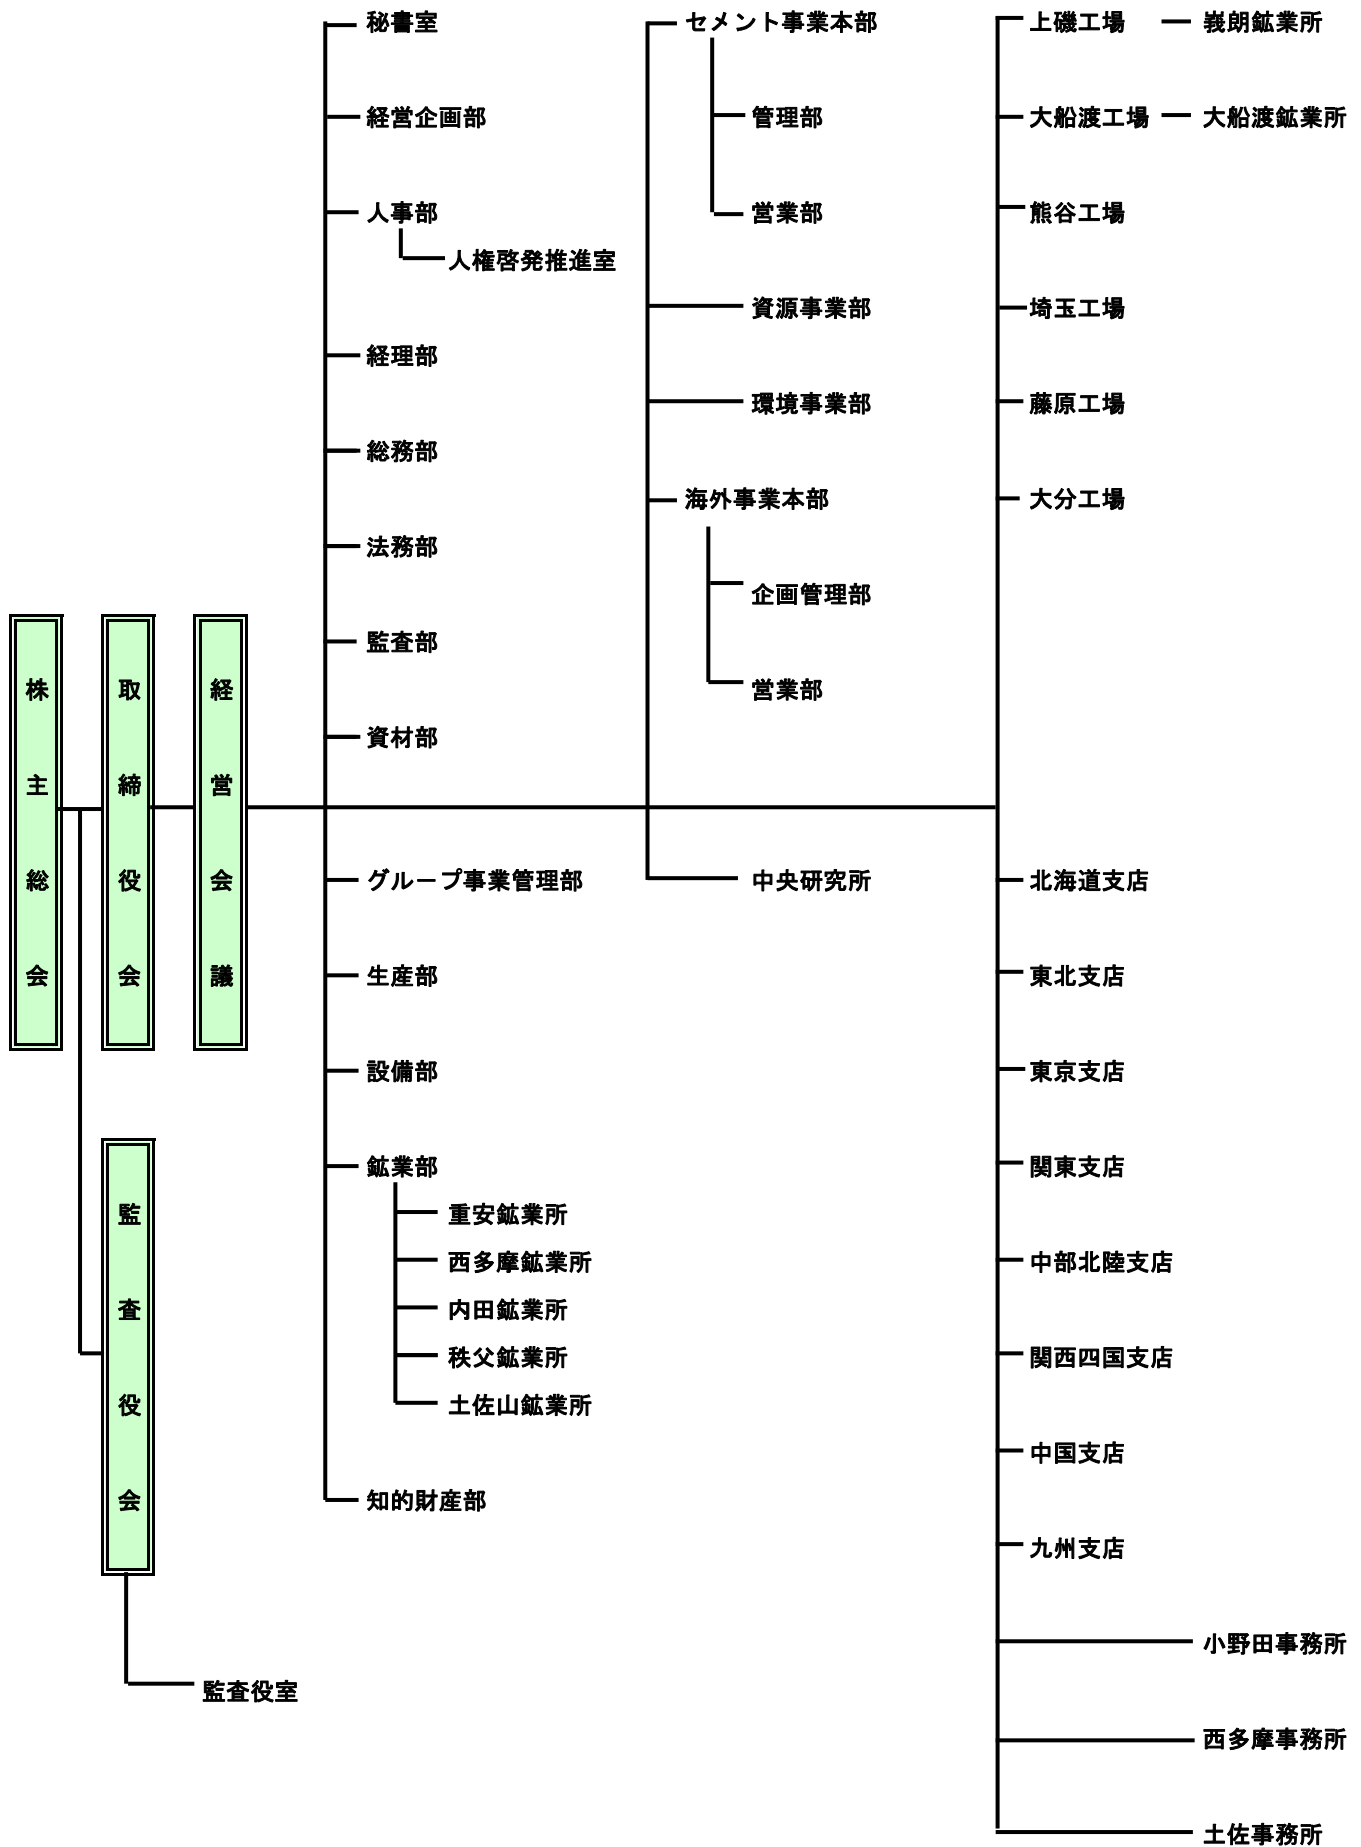 株主総会
取締役会
経営会議
監査役会
監査役室
秘書室
経営企画部
人事部
人権啓発推進室
経理部
総務部
法務部
監査部
資材部
グループ事業管理部
生産部
設備部
鉱業部
重安鉱業所
西多摩鉱業所
内田鉱業所
秩父鉱業所
土佐山鉱業所
知的財産部
セメント事業本部
管理部
営業部
資源事業部
環境事業部
海外事業本部
企画管理部
営業部
中央研究所
上磯工場
峩朗鉱業所
大船渡工場
大船渡鉱業所
熊谷工場
埼玉工場
藤原工場
大分工場
北海道支店
東北支店
東京支店
関東支店
中部北陸支店
関西四国支店
中国支店
九州支店
小野田事務所
西多摩事務所
土佐事務所